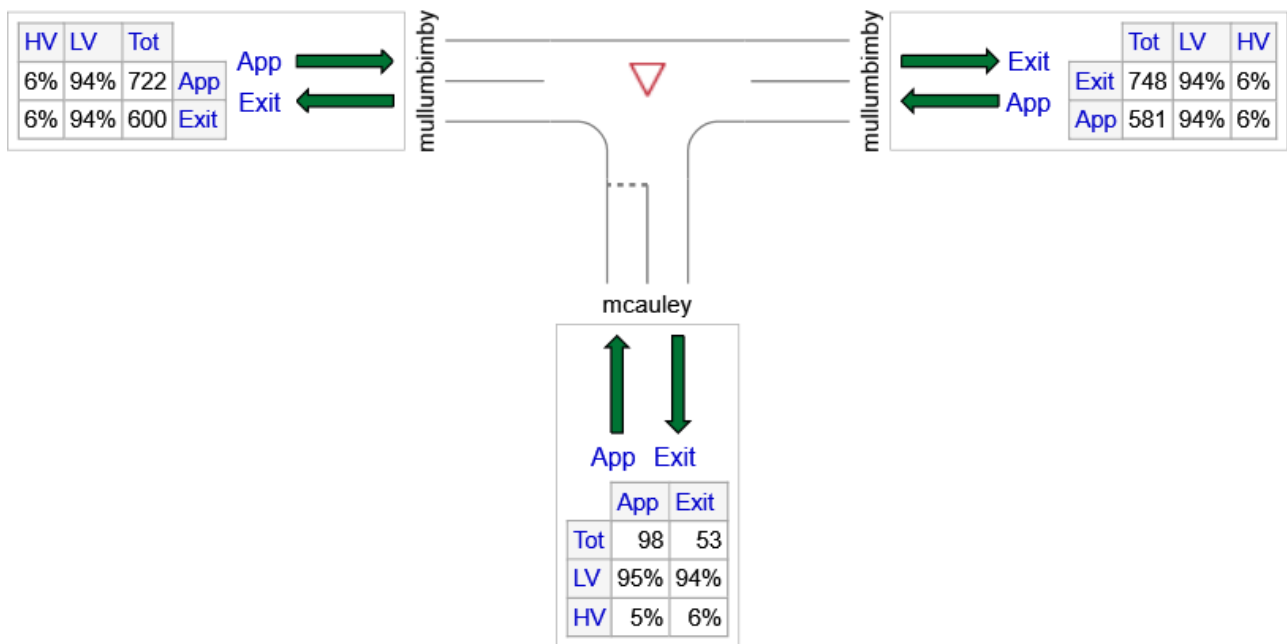 HV LV Tot
6% 94% 722 App
6% 94% 600 Exit
App
Exit
mullumbimby
mullumbimby
Exit
App
Tot LV HV
Exit 748 94% 6%
App 581 94% 6%
mcauley
App Exit
App Exit
Tot 98 53
LV 95% 94%
HV 5% 6%